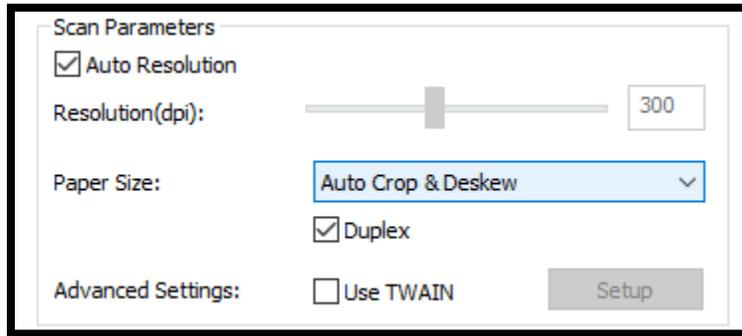 Scan Parameters
Auto Resolution
Resolution(dpi): 300
Paper Size: Auto Crop & Deskew
Duplex
Advanced Settings: Use TWAIN Setup